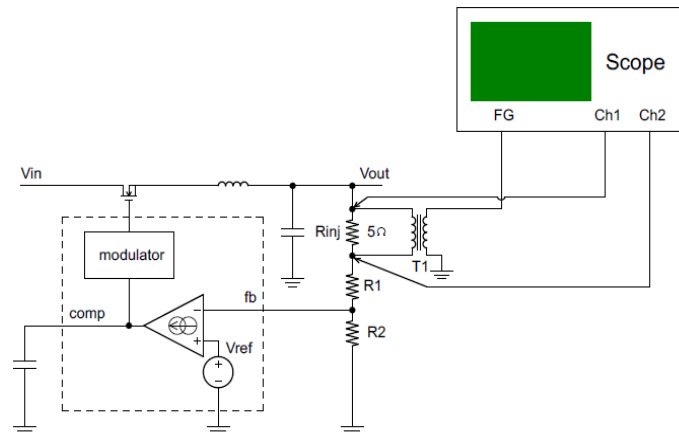 Scope
FG
Ch1
Ch2
Vin
Vout
Rinj
5Ω
T1
modulator
R1
comp
fb
R2
Vref